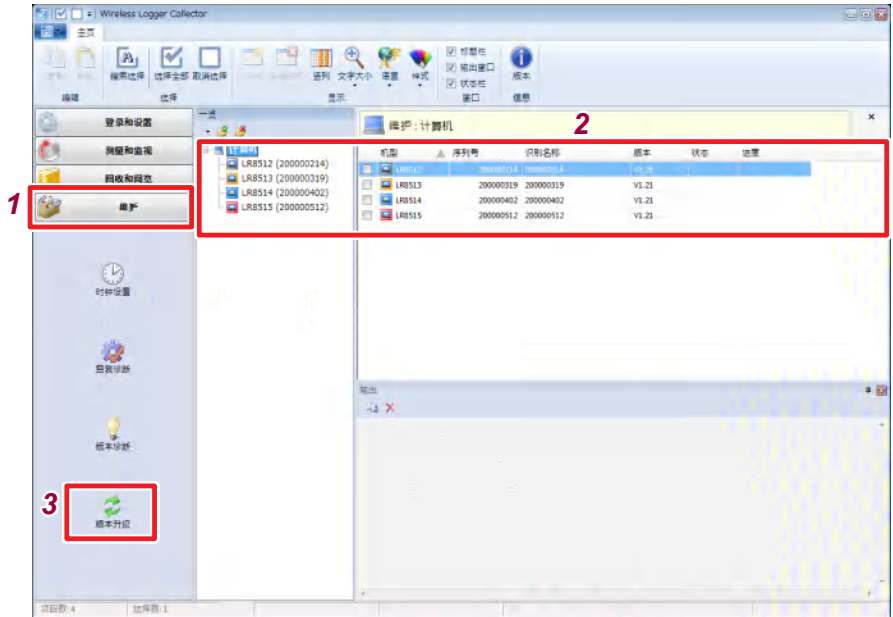 Wireless Logger Collector
主页
搜索选择 选择全部 取消选择 竖列 文字大小 语言 样式
标题栏
输出窗口
状态栏
版本
编辑 选择 显示 窗口 信息
登录和设置
测量和监视
回收和阅览
维护
1
时钟设置
自我诊断
版本诊断
3
版本升级
一览
计算机
LR8512 (200000214)
LR8513 (200000319)
LR8514 (200000402)
LR8515 (200000512)
维护 : 计算机
2
机型 序列号 识别名称 版本 状态 进度
LR8512 200000214 200000214 V1.21
LR8513 200000319 200000319 V1.21
LR8514 200000402 200000402 V1.21
LR8515 200000512 200000512 V1.21
输出
项目数: 4 选择数: 1